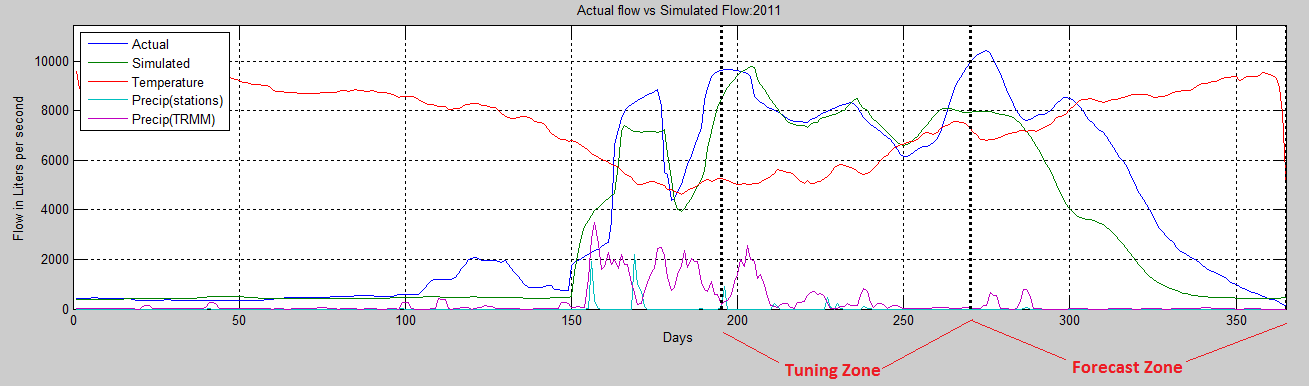 Actual flow vs Simulated Flow:2011
Actual
Simulated
Temperature
Precip(stations)
Precip(TRMM)
Flow in Liters per second
10000
8000
6000
4000
2000
0
0 50 100 150 200 250 300 350
Days
Tuning Zone
Forecast Zone